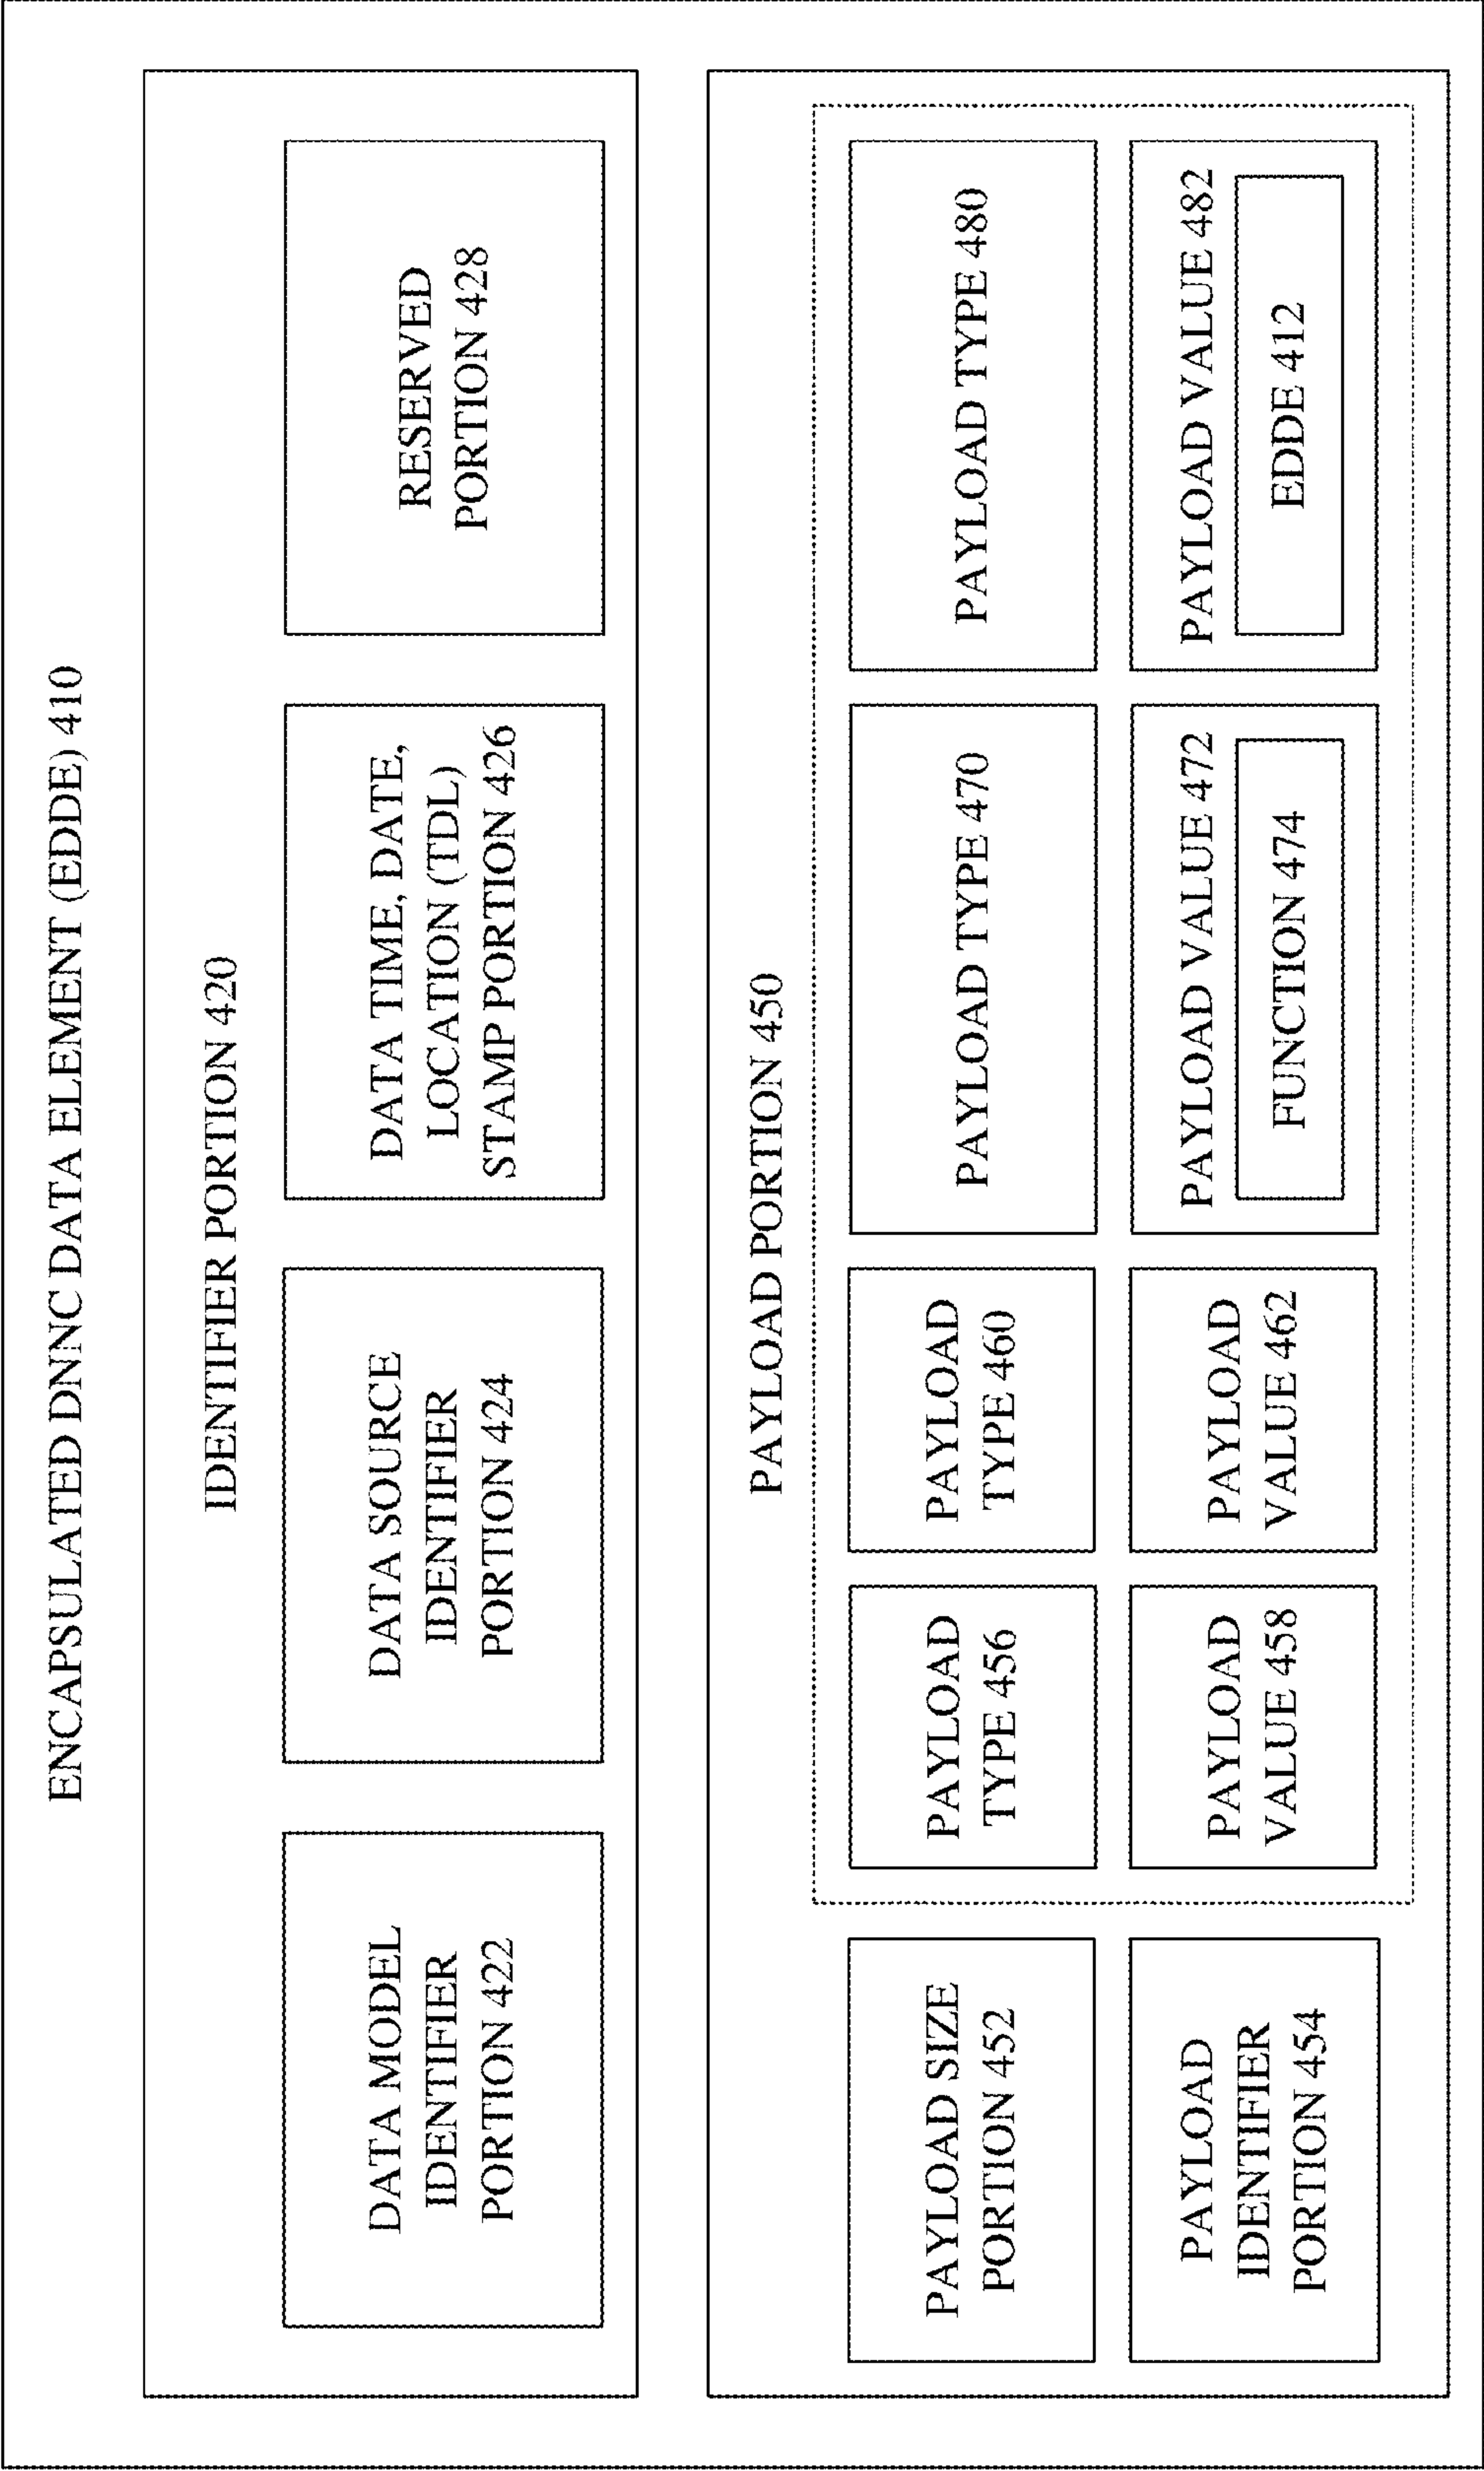 ENCAPSULATED DNNC DATA ELEMENT (EDDE) 410
IDENTIFIER PORTION 420
DATA MODEL
IDENTIFIER
PORTION 422
DATA SOURCE
IDENTIFIER
PORTION 424
DATA TIME, DATE,
LOCATION (TDL)
STAMP PORTION 426
RESERVED
PORTION 428
PAYLOAD PORTION 450
PAYLOAD SIZE
PORTION 452
PAYLOAD
IDENTIFIER
PORTION 454
PAYLOAD
TYPE 456
PAYLOAD
VALUE 458
PAYLOAD
TYPE 460
PAYLOAD
VALUE 462
PAYLOAD TYPE 470
PAYLOAD VALUE 472
FUNCTION 474
PAYLOAD TYPE 480
PAYLOAD VALUE 482
EDDE 412